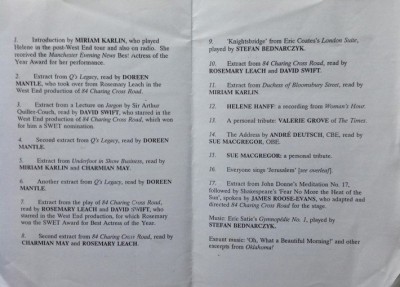 1. Introduction by MIRIAM KARLIN, who played
Helene in the post-West End tour and also on radio. She
received the Manchester Evening News Best Actress of the
Year Award for her performance.
2. Extract from Q's Legacy, read by DOREEN
MANTLE, who took over from Rosemary Leach in the
West End production of 84 Charing Cross Road.
3. Extract from a Lecture on Jargon by Sir Arthur
Quiller-Couch, read by DAVID SWIFT, who starred in the
West End production of 84 Charing Cross Road, which won
for him a SWET nomination.
4. Second extract from Q's Legacy, read by DOREEN
MANTLE.
5. Extract from Underfoot in Show Business, read by
MIRIAM KARLIN and CHARMIAN MAY.
6. Another extract from Q's Legacy, read by DOREEN
MANTLE.
7. Extract from the play of 84 Charing Cross Road,
read by ROSEMARY LEACH and DAVID SWIFT, who
starred in the West End production, for which Rosemary
won the SWET Award for Best Actress of the Year.
8. Second extract from 84 Charing Cross Road, read by
CHARMIAN MAY and ROSEMARY LEACH.
9. 'Knightsbridge' from Eric Coates's London Suite,
played by STEFAN BEDNARCZYK.
10. Extract from 84 Charing Cross Road, read by
ROSEMARY LEACH and DAVID SWIFT.
11. Extract from Duchess of Bloomsbury Street, read by
MIRIAM KARLIN.
12. HELENE HANFF: a recording from Woman's Hour.
13. A personal tribute: VALERIE GROVE of The Times.
14. The Address by ANDRÉ DEUTSCH, CBE, read by
SUE MACGREGOR, OBE.
15. SUE MACGREGOR: a personal tribute.
16. Everyone sings 'Jerusalem' [see overleaf].
17. Extract from John Donne's Meditation No. 17,
followed by Shakespeare's 'Fear No More the Heat of the
Sun', spoken by JAMES ROOSE-EVANS, who adapted and
directed 84 Charing Cross Road for the stage.
Music: Eric Satie's Gymnopédie No. 1, played by
STEFAN BEDNARCZYK.
Exeunt music: 'Oh, What a Beautiful Morning!' and other
excerpts from Oklahoma!